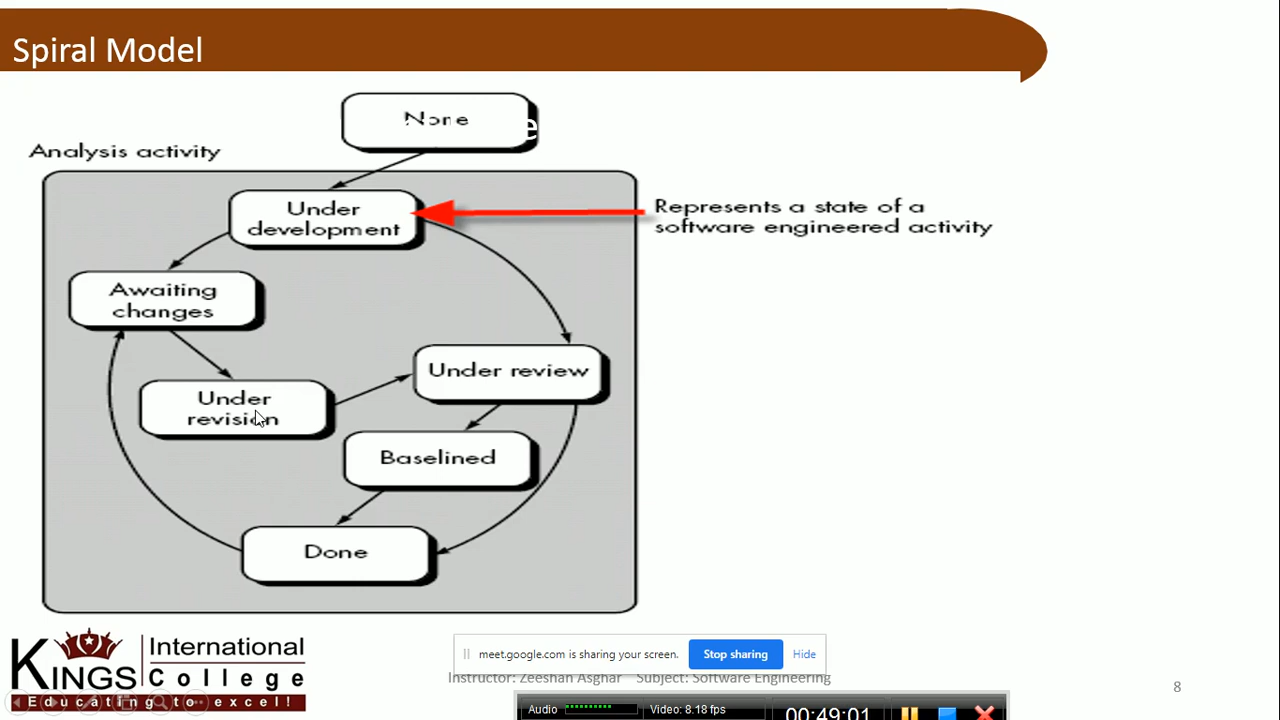 Spiral Model
None
e
Analysis activity
Under
development
Represents a state of a
software engineered activity
Awaiting
changes
Under review
Under
revision
Baselined
Done
KINGS International
College
Educating to excel!
meet.google.com is sharing your screen. Stop sharing Hide
Instructor: Zeeshan Asghar Subject: Software Engineering
8
Audio Video: 8.18 fps 00:49:01